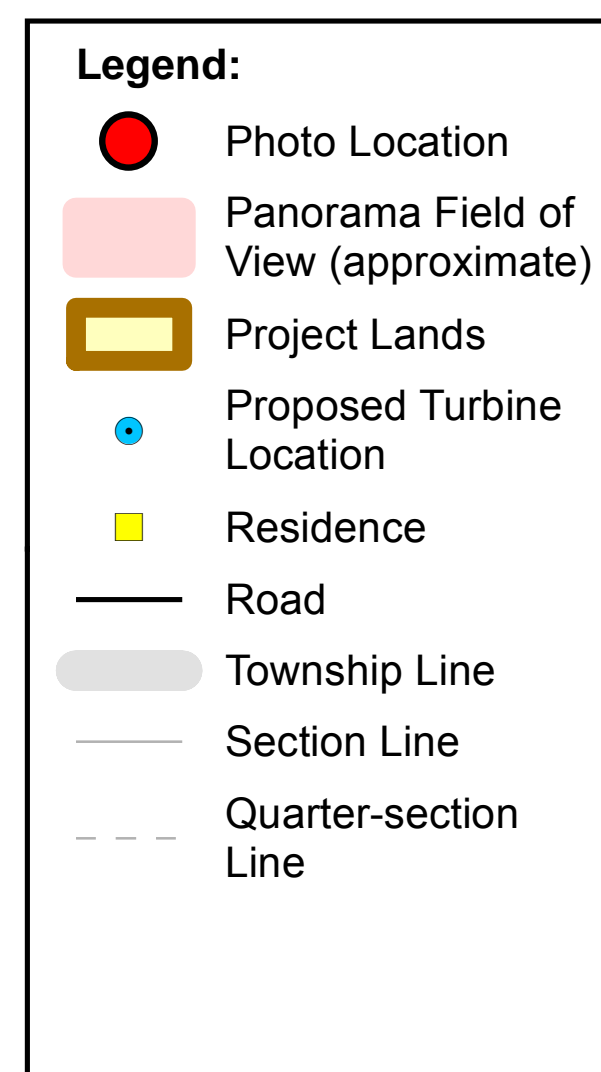 Legend:
Photo Location
Panorama Field of
View (approximate)
Project Lands
Proposed Turbine
Location
Residence
Road
Township Line
Section Line
Quarter-section
Line